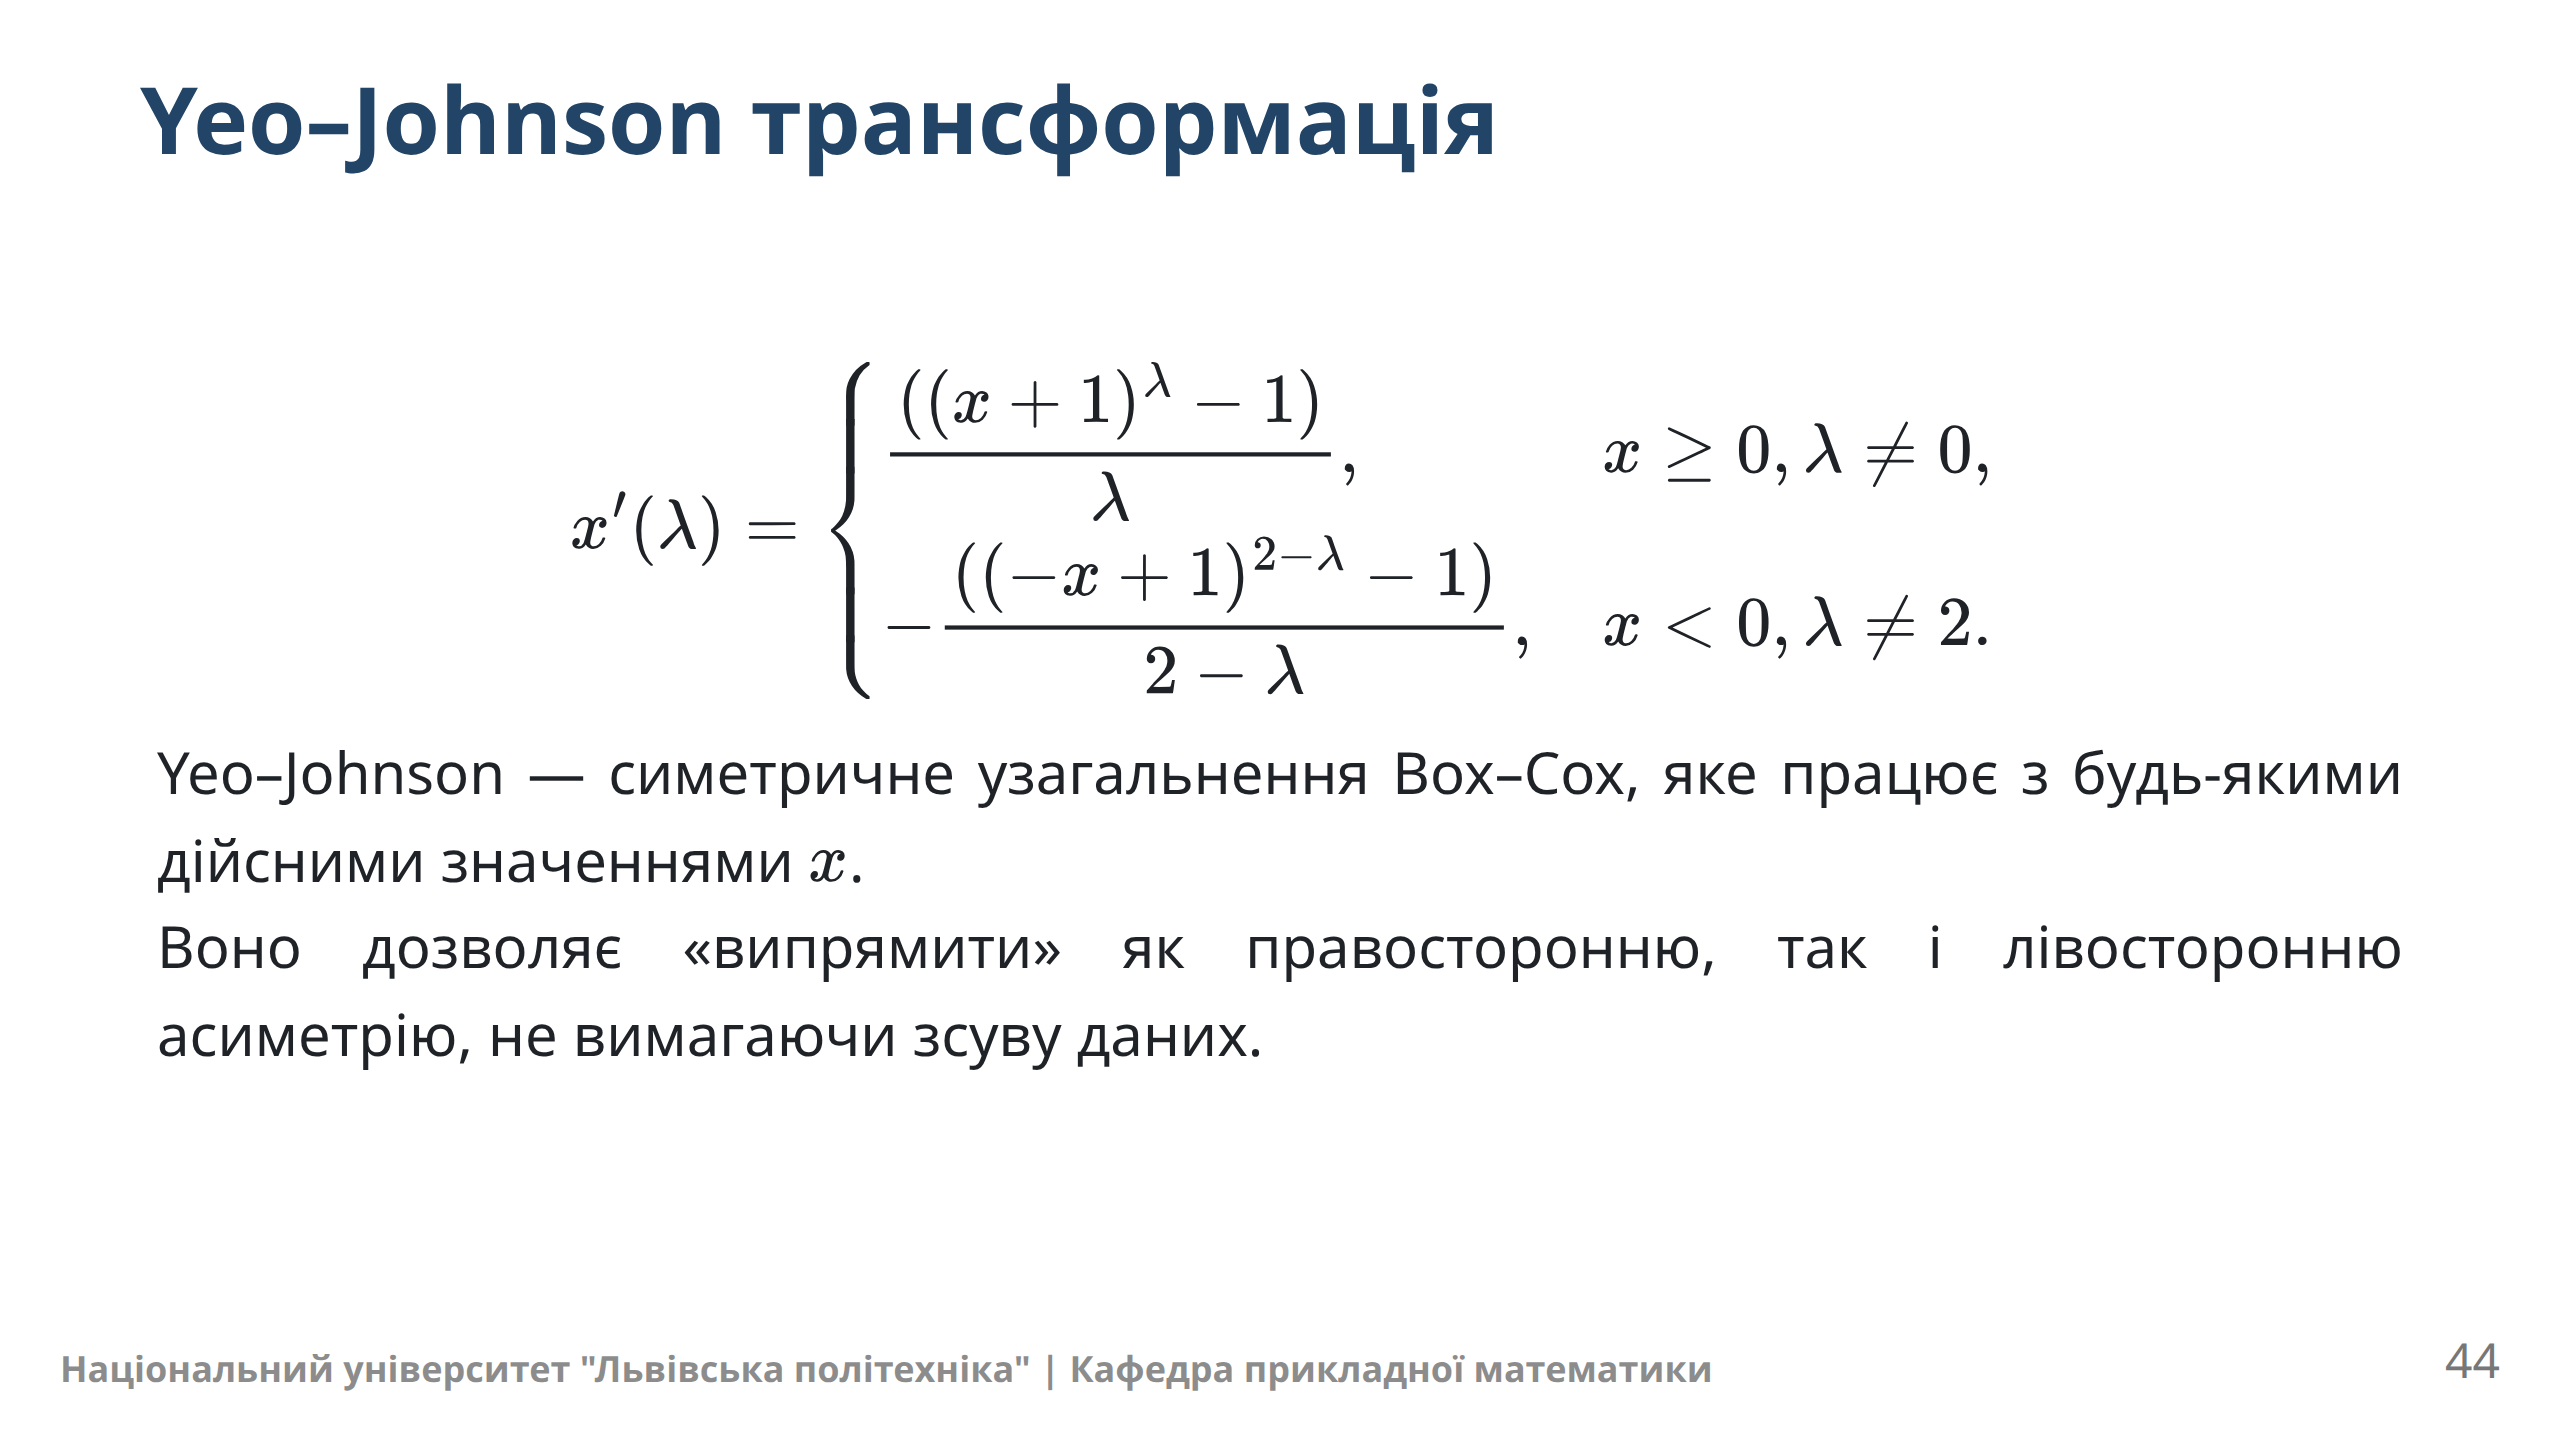 Yeo–Johnson трансформація
x′(λ) = { ((x + 1)^λ − 1) / λ, x ≥ 0, λ ≠ 0,
−((−x + 1)^{2−λ} − 1) / (2 − λ), x < 0, λ ≠ 2.
Yeo–Johnson — симетричне узагальнення Box–Cox, яке працює з будь-якими
дійсними значеннями x.
Воно дозволяє «випрямити» як правосторонню, так і лівосторонню
асиметрію, не вимагаючи зсуву даних.
Національний університет "Львівська політехніка" | Кафедра прикладної математики
44